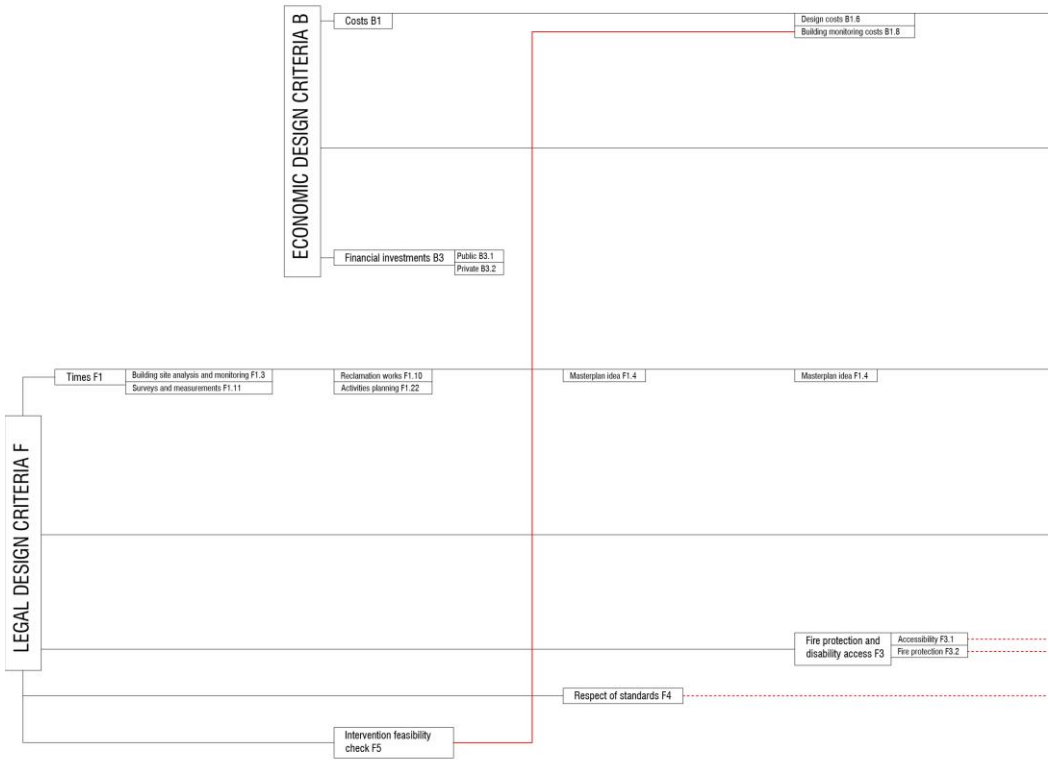 ECONOMIC DESIGN CRITERIA B
Costs B1
Design costs B1.6
Building monitoring costs B1.8
Financial investments B3
Public B3.1
Private B3.2
LEGAL DESIGN CRITERIA F
Times F1
Building site analysis and monitoring F1.3
Surveys and measurements F1.11
Reclamation works F1.10
Activities planning F1.22
Masterplan idea F1.4
Masterplan idea F1.4
Fire protection and
disability access F3
Accessibility F3.1
Fire protection F3.2
Respect of standards F4
Intervention feasibility
check F5